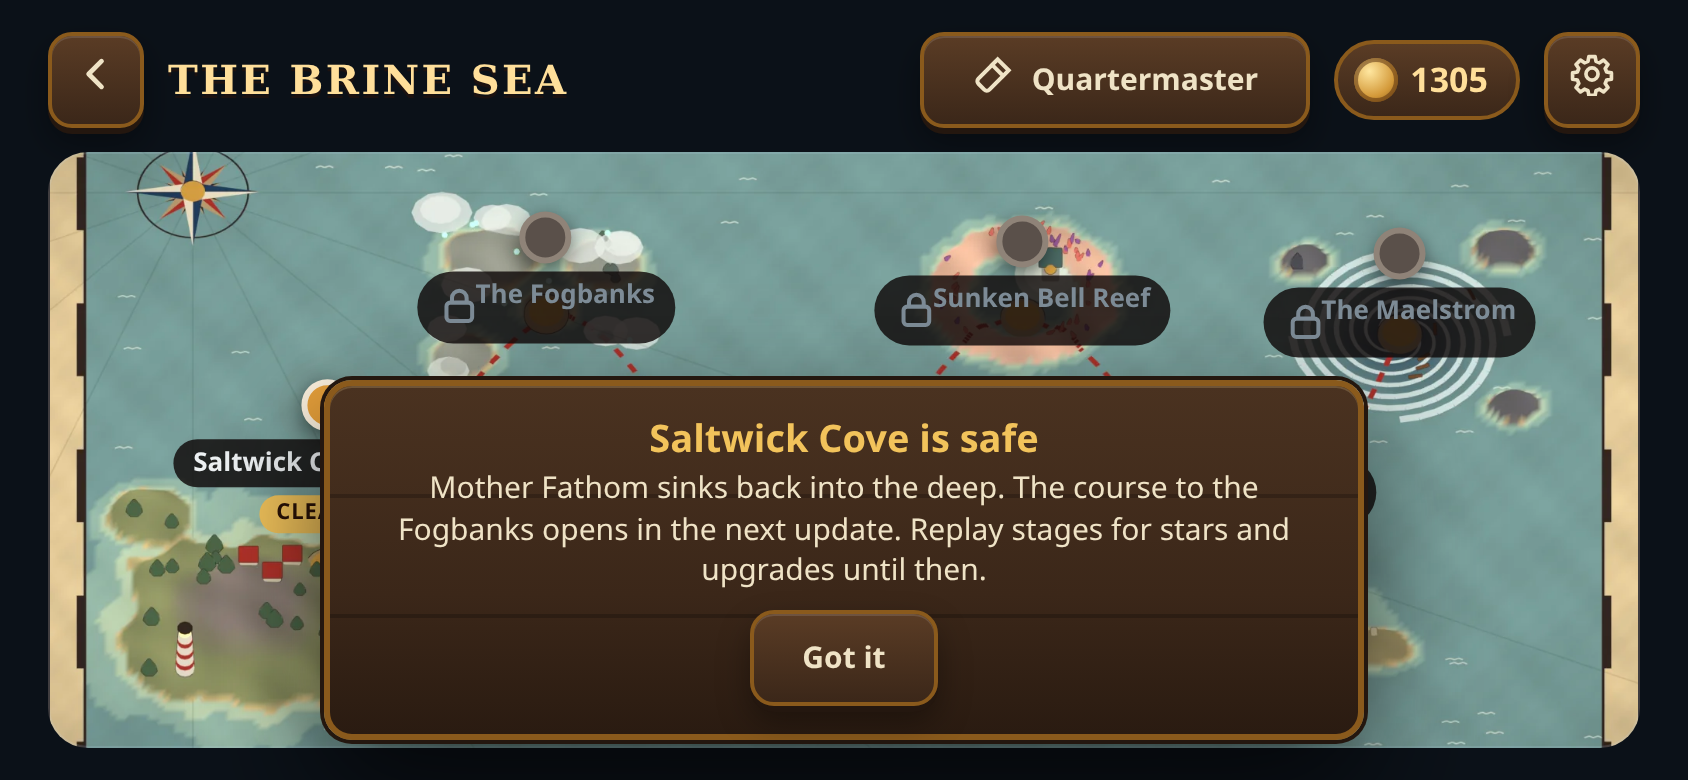 THE BRINE SEA
Quartermaster
1305
The Fogbanks
Sunken Bell Reef
The Maelstrom
Saltwick C
CLEA
Saltwick Cove is safe
Mother Fathom sinks back into the deep. The course to the
Fogbanks opens in the next update. Replay stages for stars and
upgrades until then.
Got it